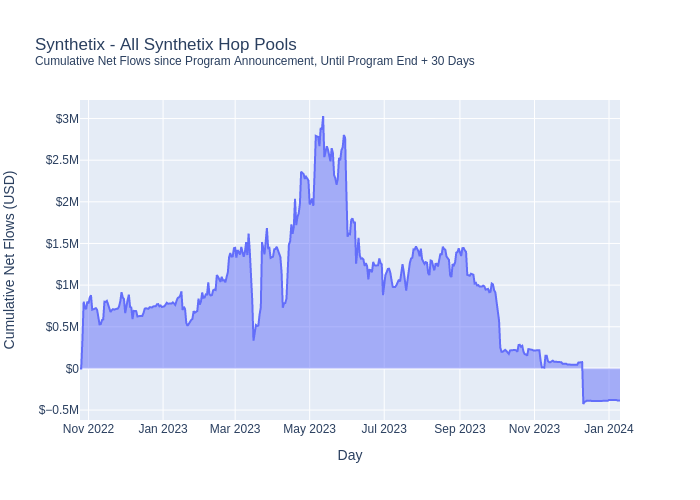 Synthetix - All Synthetix Hop Pools
Cumulative Net Flows since Program Announcement, Until Program End + 30 Days
Cumulative Net Flows (USD)
$3M
$2.5M
$2M
$1.5M
$1M
$0.5M
$0
$−0.5M
Nov 2022 Jan 2023 Mar 2023 May 2023 Jul 2023 Sep 2023 Nov 2023 Jan 2024
Day